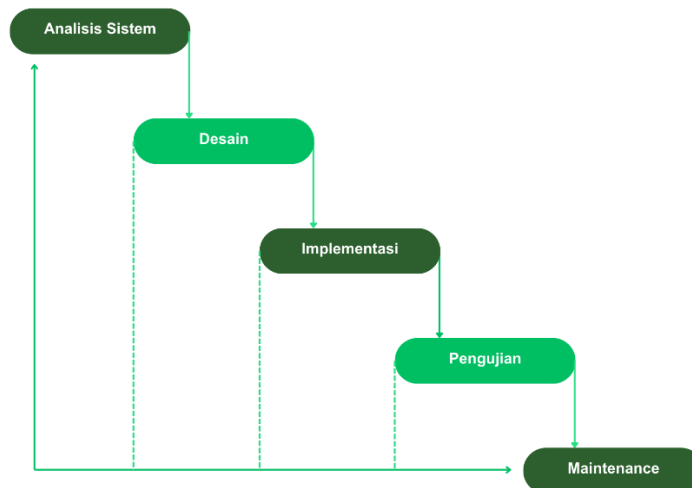 Analisis Sistem
Desain
Implementasi
Pengujian
Maintenance